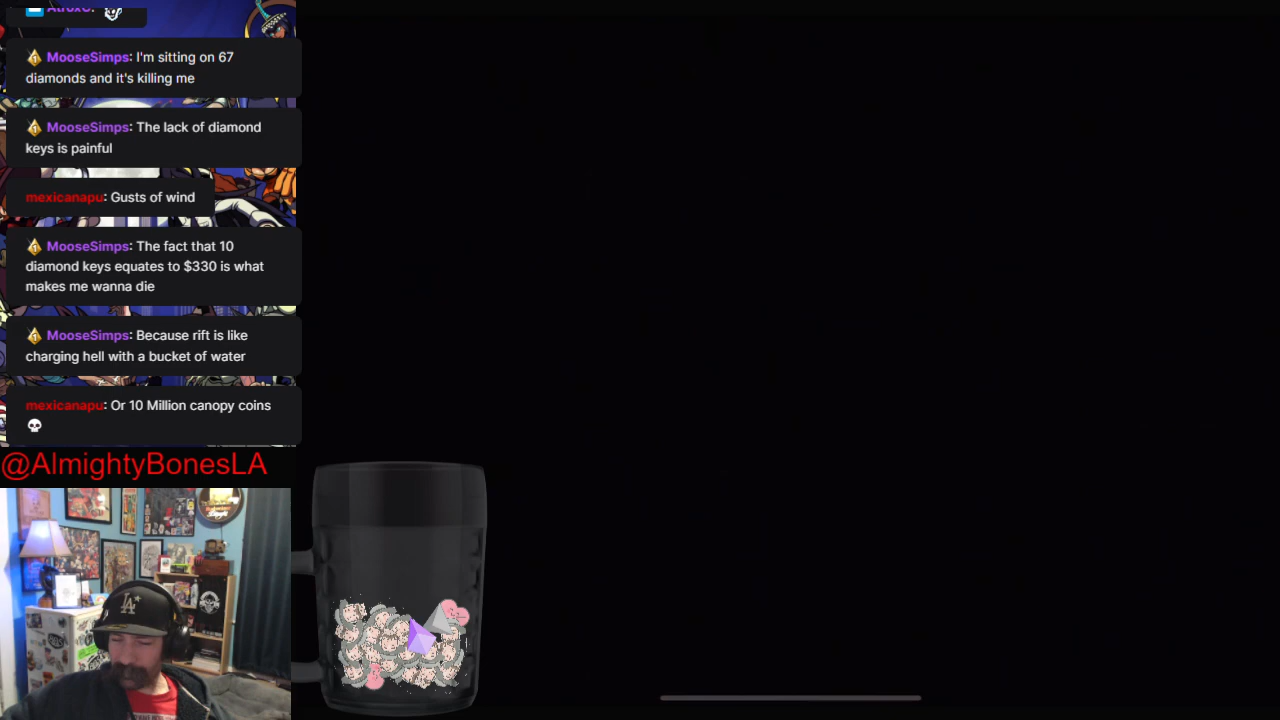 AtroxC:
MooseSimps: I'm sitting on 67
diamonds and it's killing me
MooseSimps: The lack of diamond
keys is painful
mexicanapu: Gusts of wind
MooseSimps: The fact that 10
diamond keys equates to $330 is what
makes me wanna die
MooseSimps: Because rift is like
charging hell with a bucket of water
mexicanapu: Or 10 Million canopy coins
@AlmightyBonesLA
LA